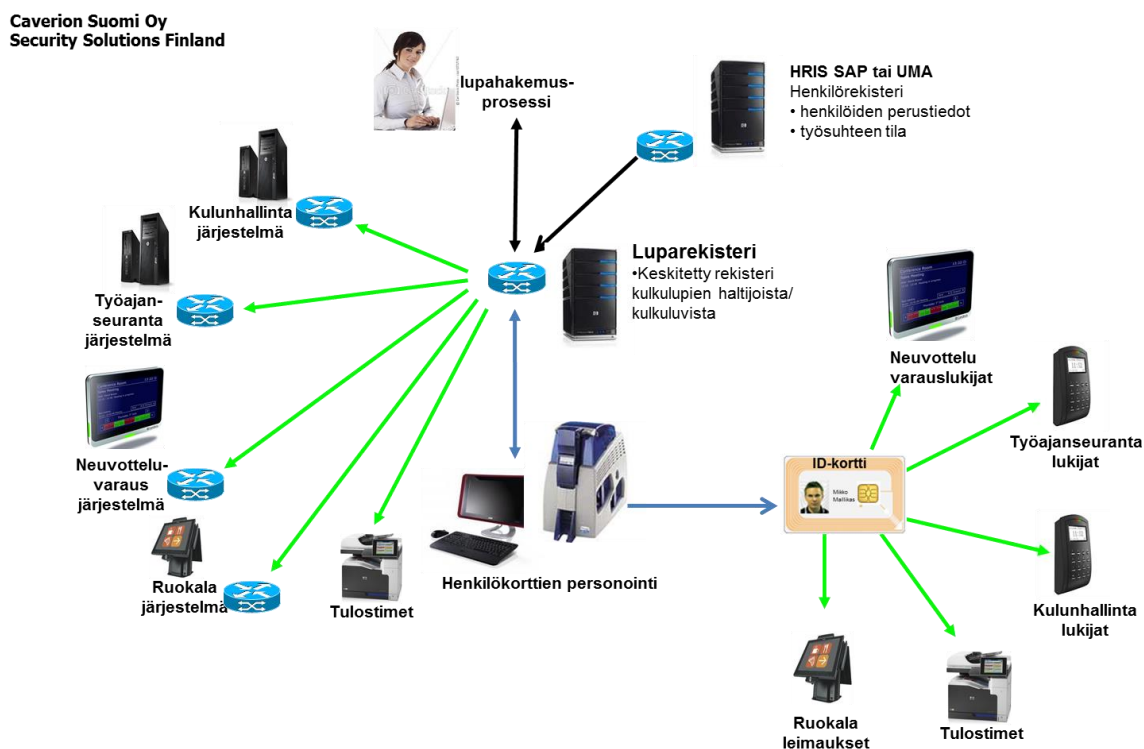 Caverion Suomi Oy
Security Solutions Finland
lupahakemus-
prosessi
HRIS SAP tai UMA
Henkilörekisteri
• henkilöiden perustiedot
• työsuhteen tila
Kulunhallinta
järjestelmä
Luparekisteri
•Keskitetty rekisteri
kulkulupien haltijoista/
kulkuluvista
Työajan-
seuranta
järjestelmä
Neuvottelu
varauslukijat
Neuvottelu-
varaus
järjestelmä
Työajanseuranta
lukijat
ID-kortti
Mikko
Mallikas
Ruokala
järjestelmä
Tulostimet
Henkilökorttien personointi
Kulunhallinta
lukijat
Ruokala
leimaukset
Tulostimet